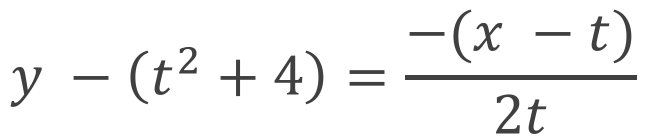 y − (t² + 4) = −(x − t) / 2t